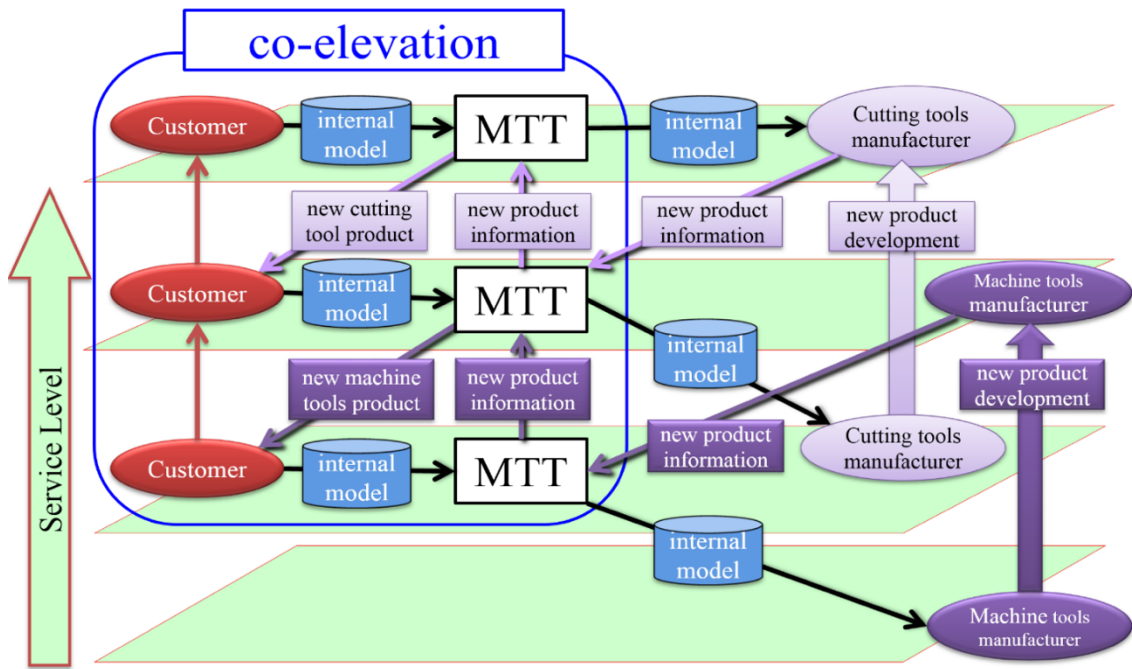 co-elevation
Customer
internal
model
MTT
internal
model
Cutting tools
manufacturer
new cutting
tool product
new product
information
new product
information
new product
development
Customer
internal
model
MTT
Machine tools
manufacturer
internal
model
new machine
tools product
new product
information
new product
development
new product
information
Cutting tools
manufacturer
Customer
internal
model
MTT
internal
model
Machine tools
manufacturer
Service Level